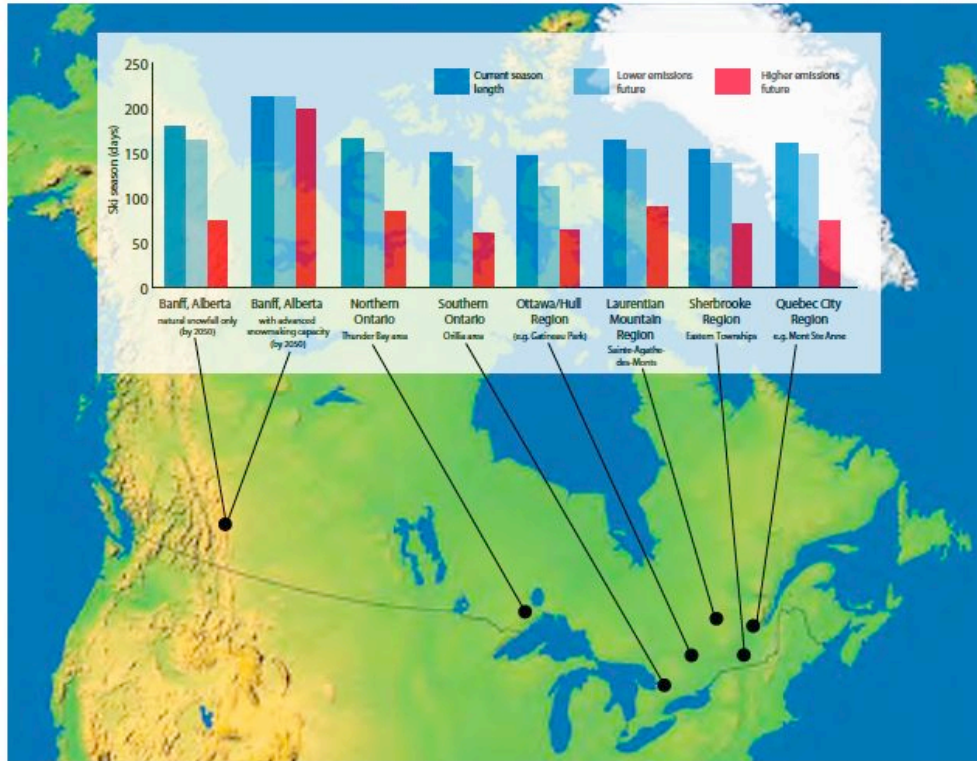 250
200
150
100
50
0
Ski season (days)
Current season
length
Lower emissions
future
Higher emissions
future
Banff, Alberta
natural snowfall only
(by 2050)
Banff, Alberta
with advanced
snowmaking capacity
(by 2050)
Northern
Ontario
Thunder Bay area
Southern
Ontario
Orillia area
Ottawa/Hull
Region
(e.g. Gatineau Park)
Laurentian
Mountain
Region
Sainte-Agathe-
des-Monts
Sherbrooke
Region
Eastern Townships
Quebec City
Region
e.g. Mont Ste Anne